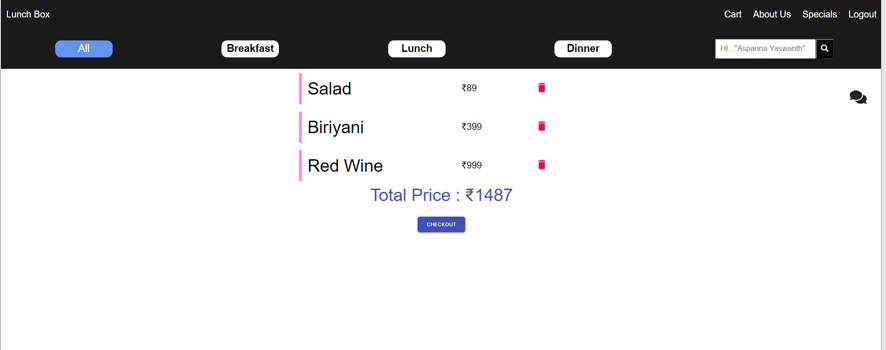 Lunch Box Cart About Us Specials Logout
All Breakfast Lunch Dinner HI..."Aspanna Yaswanth"
Salad ₹89
Biriyani ₹399
Red Wine ₹999
Total Price : ₹1487
CHECKOUT